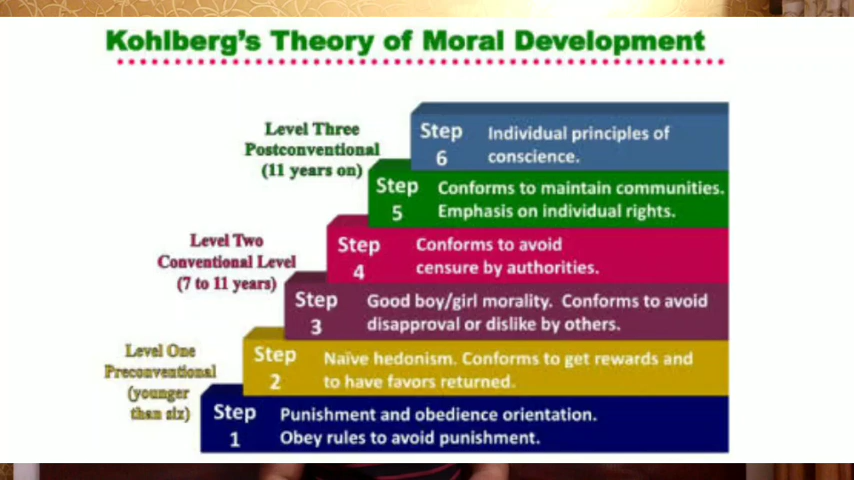 Kohlberg's Theory of Moral Development
Level Three
Postconventional
(11 years on)
Step
6
Individual principles of
conscience.
Step
5
Conforms to maintain communities.
Emphasis on individual rights.
Level Two
Conventional Level
(7 to 11 years)
Step
4
Conforms to avoid
censure by authorities.
Step
3
Good boy/girl morality. Conforms to avoid
disapproval or dislike by others.
Level One
Preconventional
(younger
than six)
Step
2
Naïve hedonism. Conforms to get rewards and
to have favors returned.
Step
1
Punishment and obedience orientation.
Obey rules to avoid punishment.